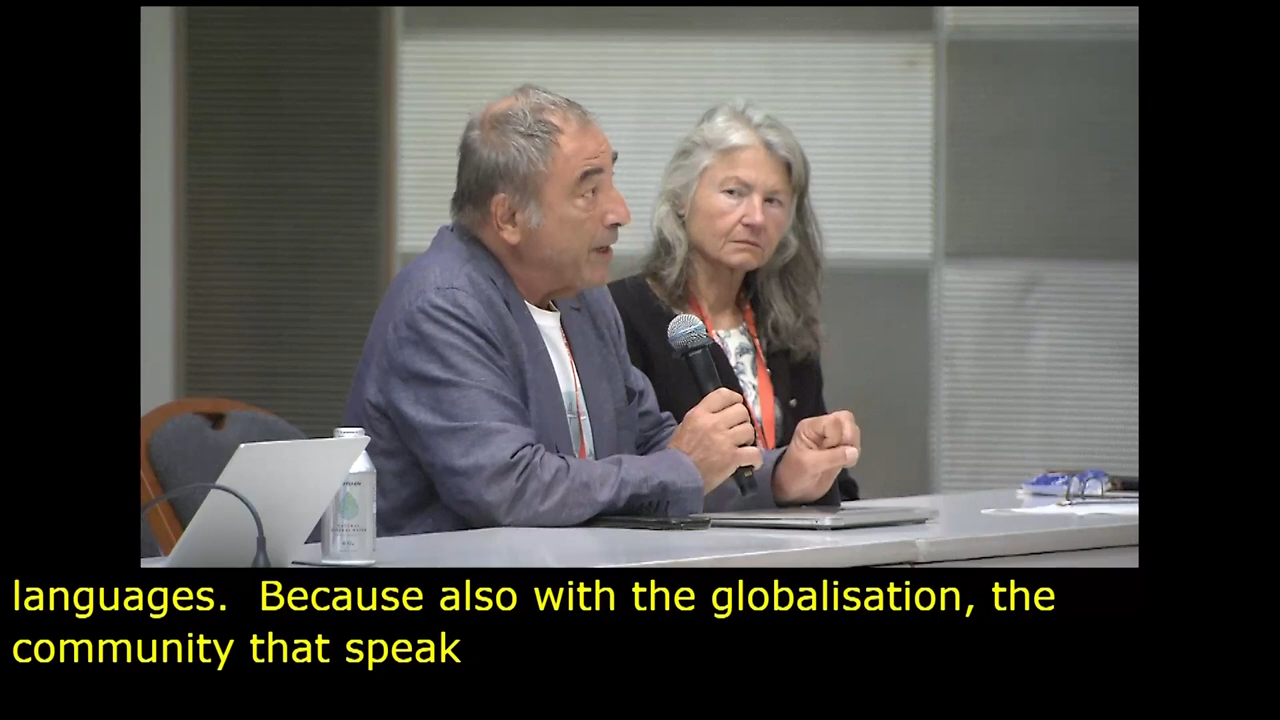 languages.  Because also with the globalisation, the
community that speak